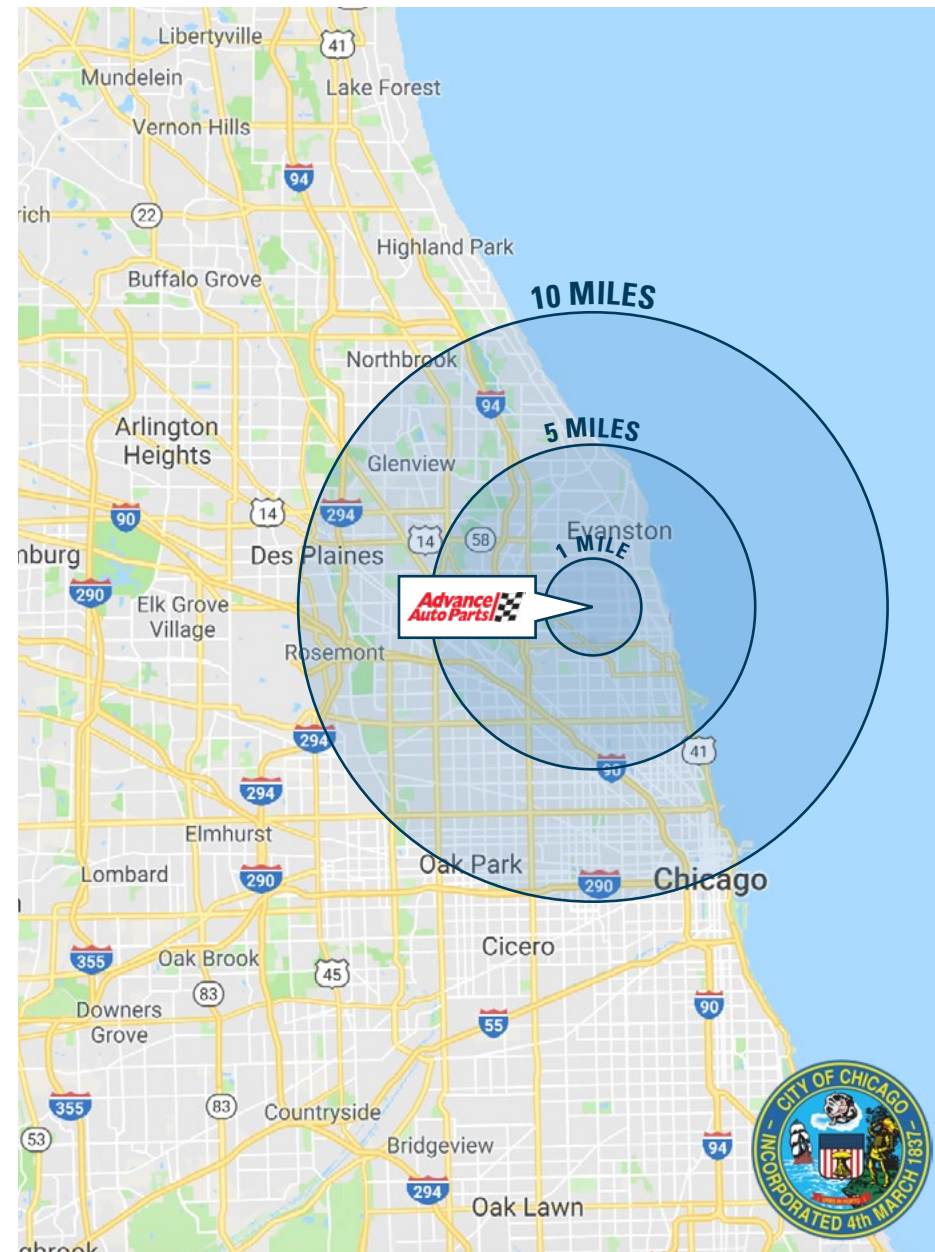 Libertyville
41
Mundelein
Lake Forest
Vernon Hills
94
rich
22
Highland Park
Buffalo Grove
10 MILES
Northbrook
94
Arlington
Heights
5 MILES
Glenview
14
294
90
Evanston
14
58
nburg
Des Plaines
1 MILE
290
Elk Grove
Village
Advance
Auto Parts
Rosemont
294
41
90
294
Elmhurst
Oak Park
Lombard
290
290
Chicago
Cicero
355
Oak Brook
45
83
90
Downers
Grove
55
355
83
Countryside
53
Bridgeview
94
294
Oak Lawn
gbrook
CITY OF CHICAGO
INCORPORATED 4th MARCH 1837